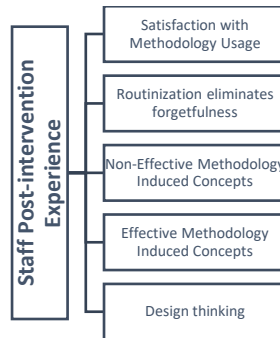 Staff Post-intervention
Experience
Satisfaction with
Methodology Usage
Routinization eliminates
forgetfulness
Non-Effective Methodology
Induced Concepts
Effective Methodology
Induced Concepts
Design thinking